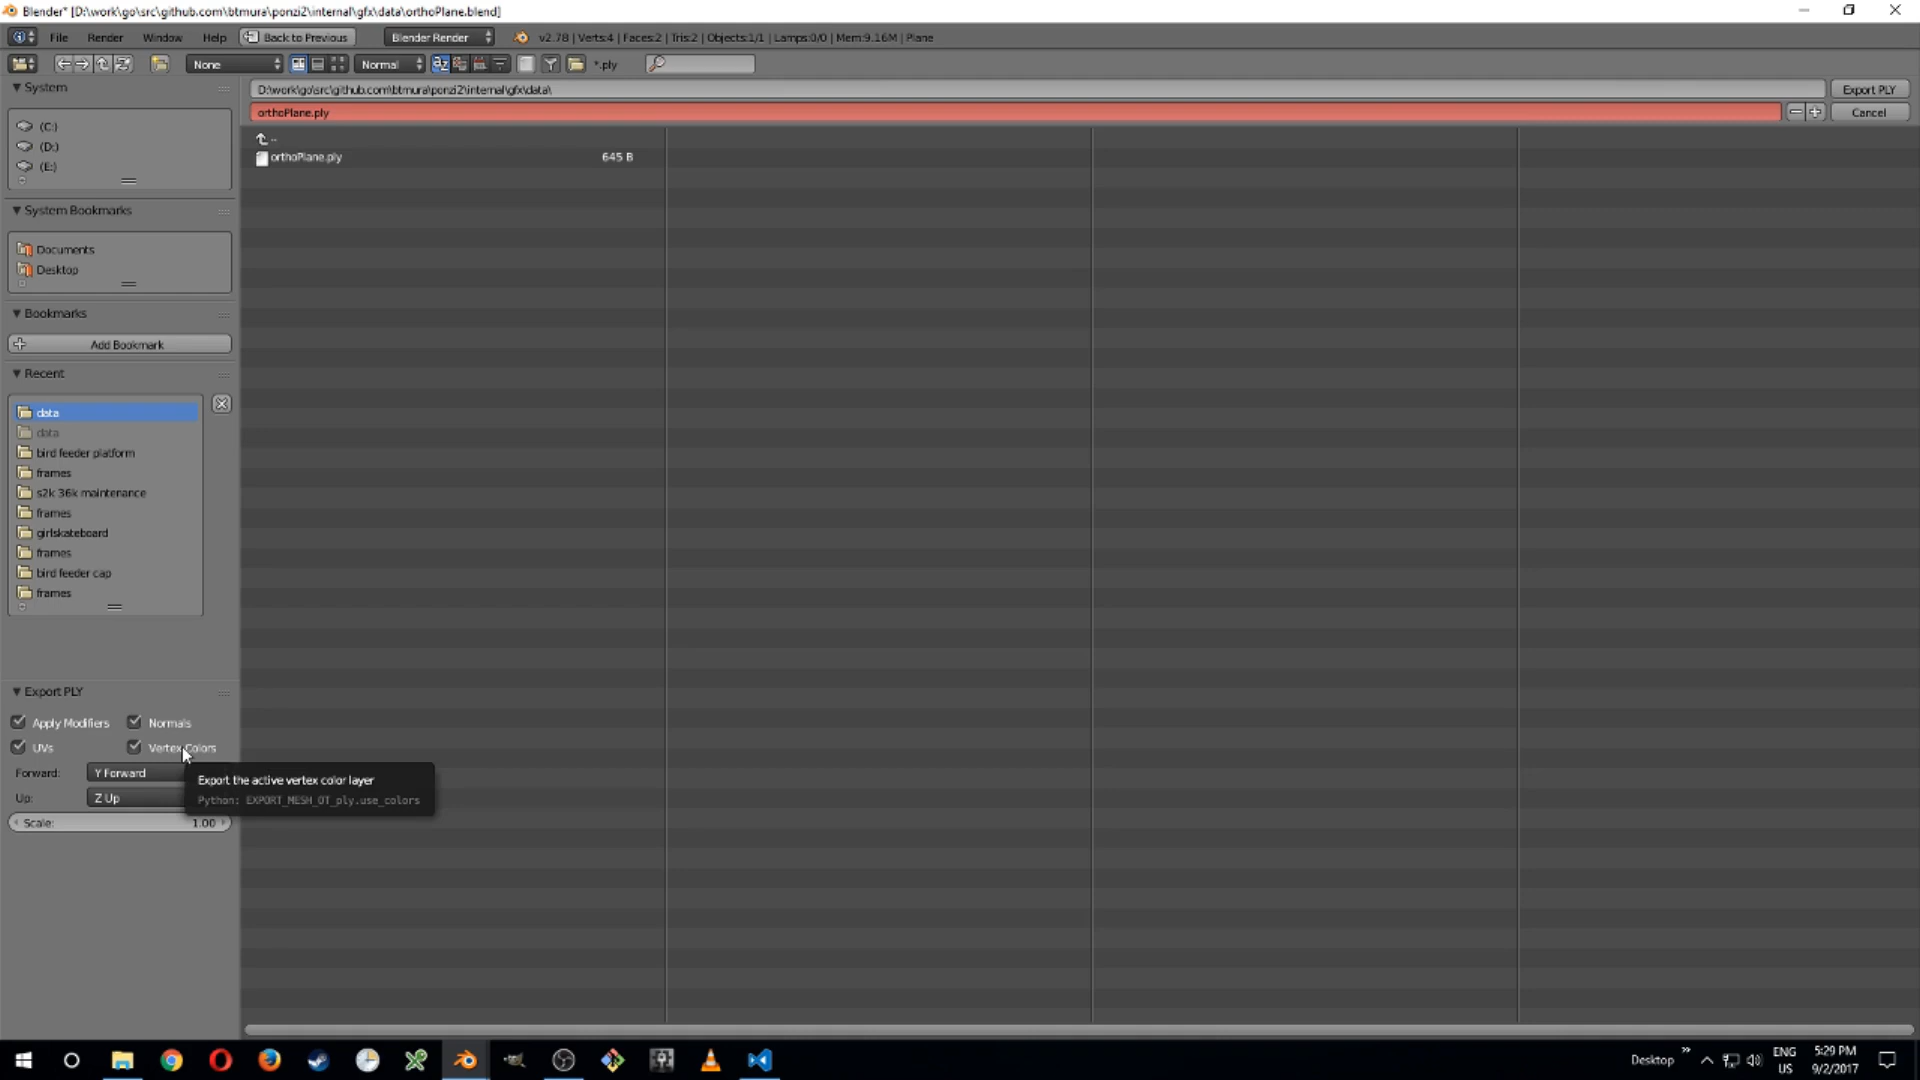 Blender* [D:\work\go\src\github.com\btmura\ponzi2\internal\gfx\data\orthoPlane.blend]
File Render Window Help Back to Previous Blender Render v2.78 | Verts:4 | Faces:2 | Tris:2 | Objects:1/1 | Lamps:0/0 | Mem:9.16M | Plane
None Normal *.ply
System
D:\work\go\src\github.com\btmura\ponzi2\internal\gfx\data\ Export PLY
orthoPlane.ply Cancel
(C:)
(D:)
(E:)
..
orthoPlane.ply 645 B
System Bookmarks
Documents
Desktop
Bookmarks
Add Bookmark
Recent
data
data
bird feeder platform
frames
s2k 36k maintenance
frames
girlskateboard
frames
bird feeder cap
frames
Export PLY
Apply Modifiers Normals
UVs Vertex Colors
Forward: Y Forward
Up: Z Up
Scale: 1.00
Export the active vertex color layer
Python: EXPORT_MESH_OT_ply.use_colors
Desktop ENG 5:29 PM
US 9/2/2017